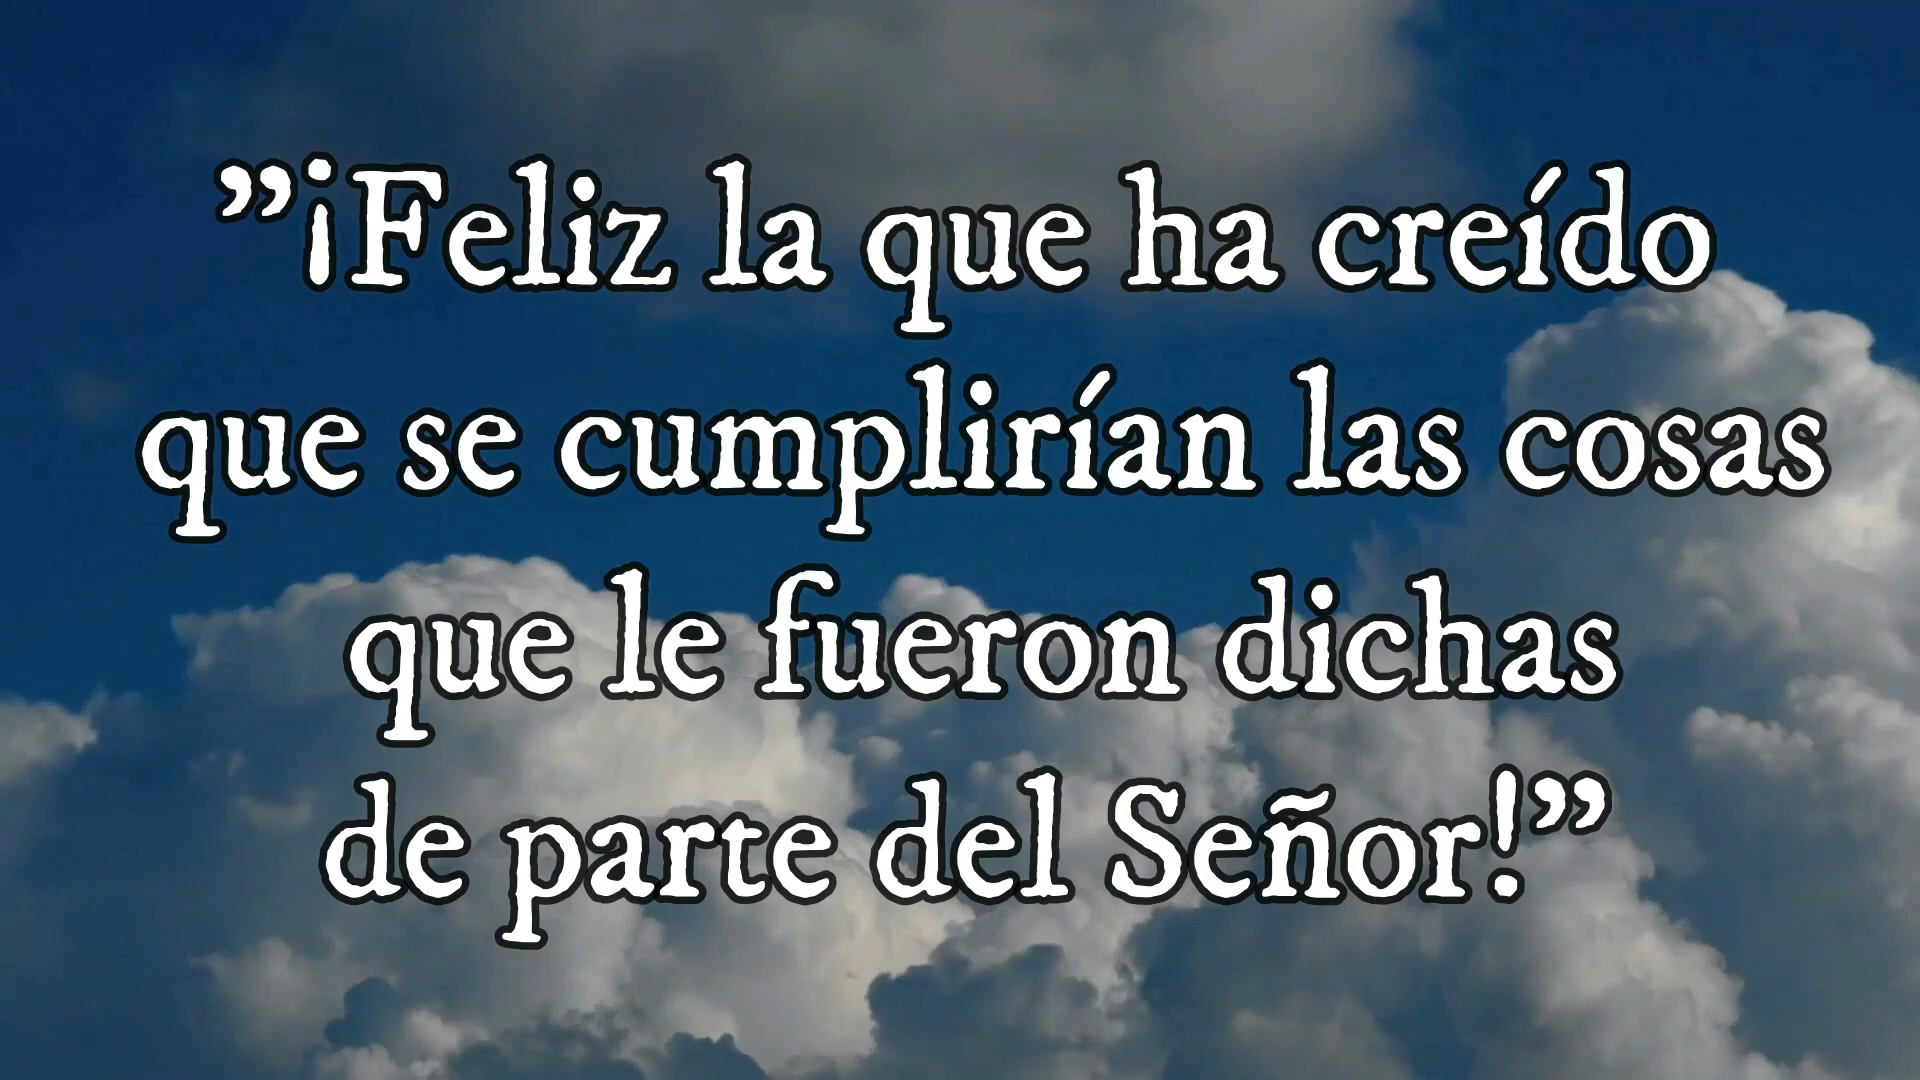 ”¡Feliz la que ha creído
que se cumplirían las cosas
que le fueron dichas
de parte del Señor!”